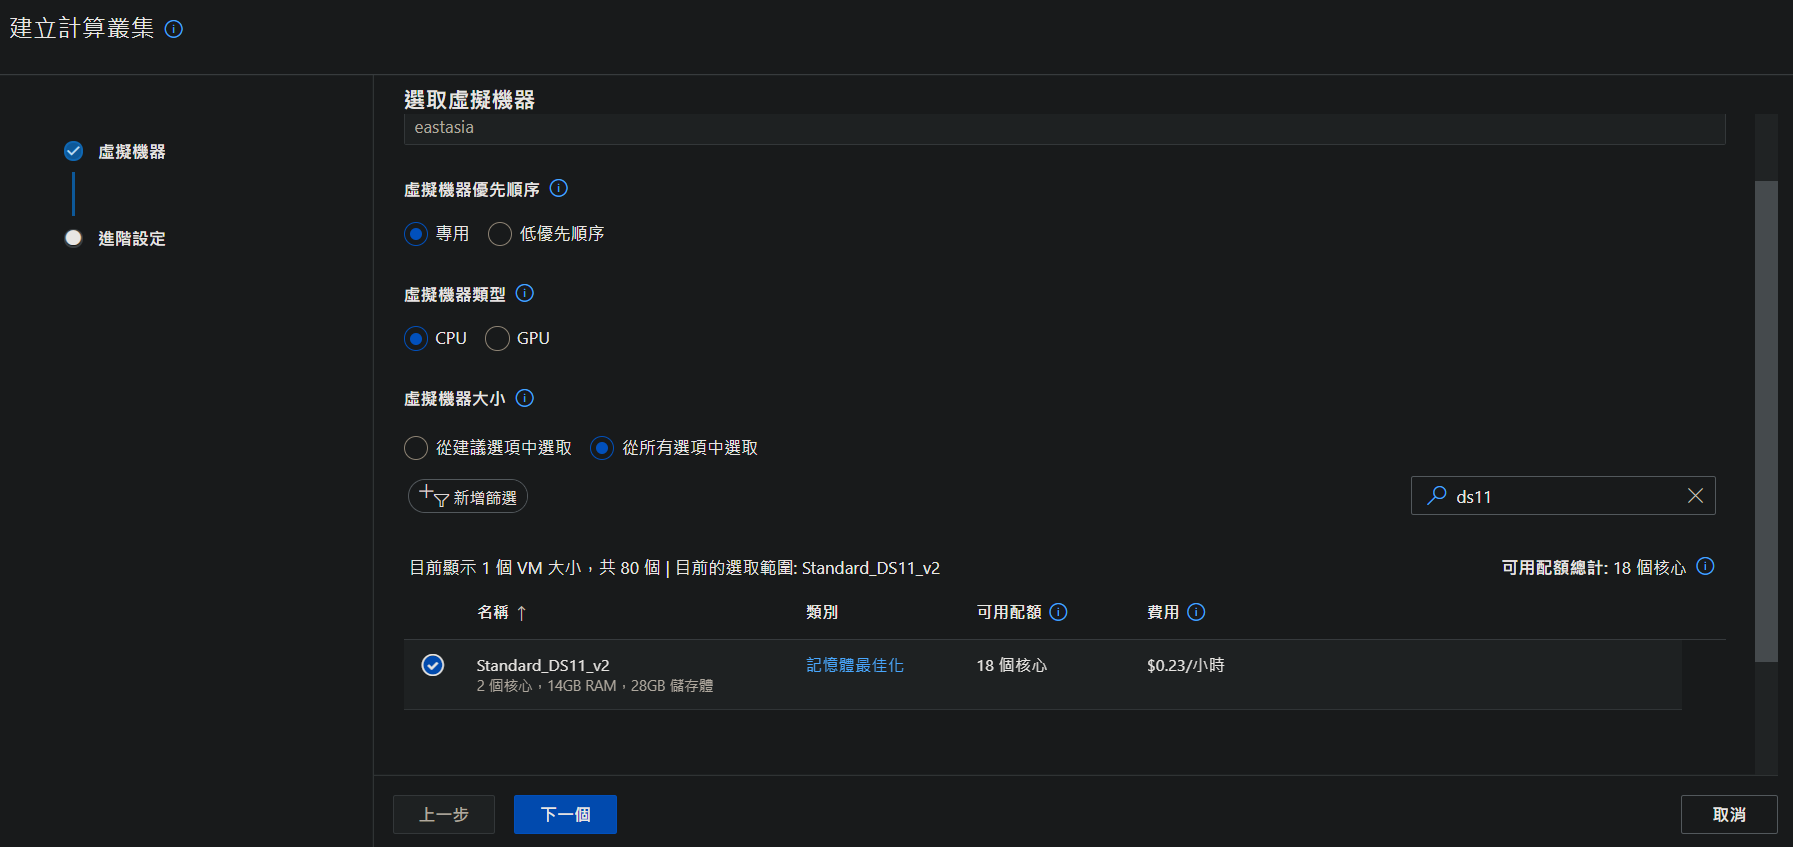 建立計算叢集
虛擬機器
進階設定
選取虛擬機器
eastasia
虛擬機器優先順序
專用 低優先順序
虛擬機器類型
CPU GPU
虛擬機器大小
從建議選項中選取 從所有選項中選取
新增篩選 ds11
目前顯示 1 個 VM 大小，共 80 個 | 目前的選取範圍: Standard_DS11_v2 可用配額總計: 18 個核心
名稱 ↑ 類別 可用配額 費用
Standard_DS11_v2 記憶體最佳化 18 個核心 $0.23/小時
2 個核心，14GB RAM，28GB 儲存體
上一步 下一個 取消